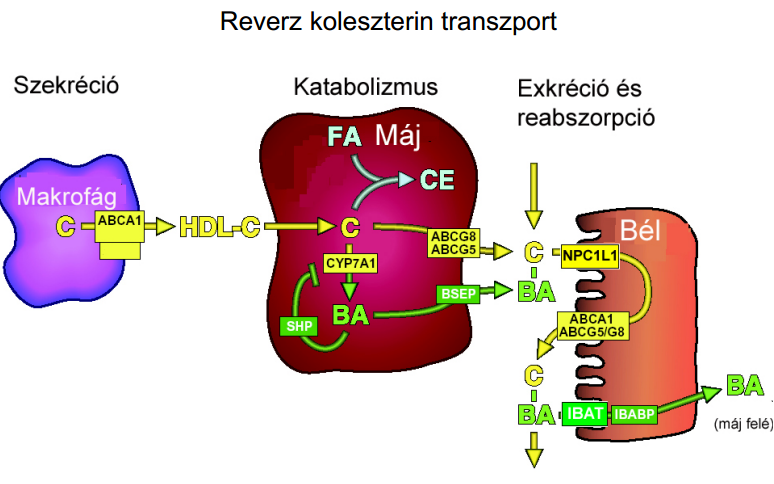 Reverz koleszterin transzport
Szekréció
Katabolizmus
Exkréció és
reabszorpció
Makrofág
C
ABCA1
HDL-C
FA
Máj
CE
C
CYP7A1
BA
SHP
ABCG8
ABCG5
BSEP
C
BA
Bél
NPC1L1
ABCA1
ABCG5/G8
C
BA
IBAT
IBABP
BA
(máj felé)